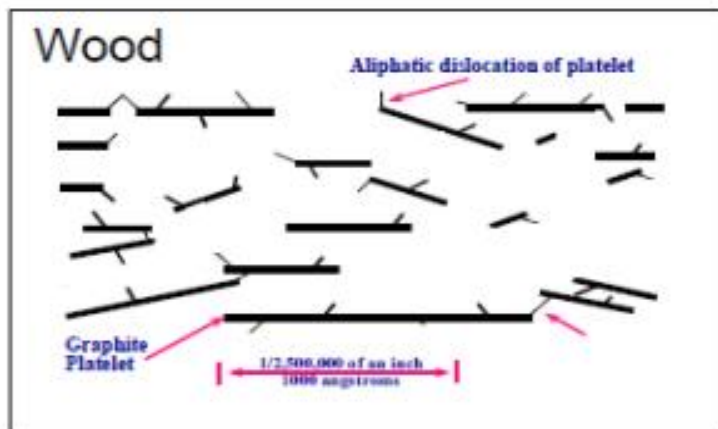 Wood
Aliphatic dislocation of platelet
Graphite
Platelet
1/2,500,000 of an inch
1000 angstroms